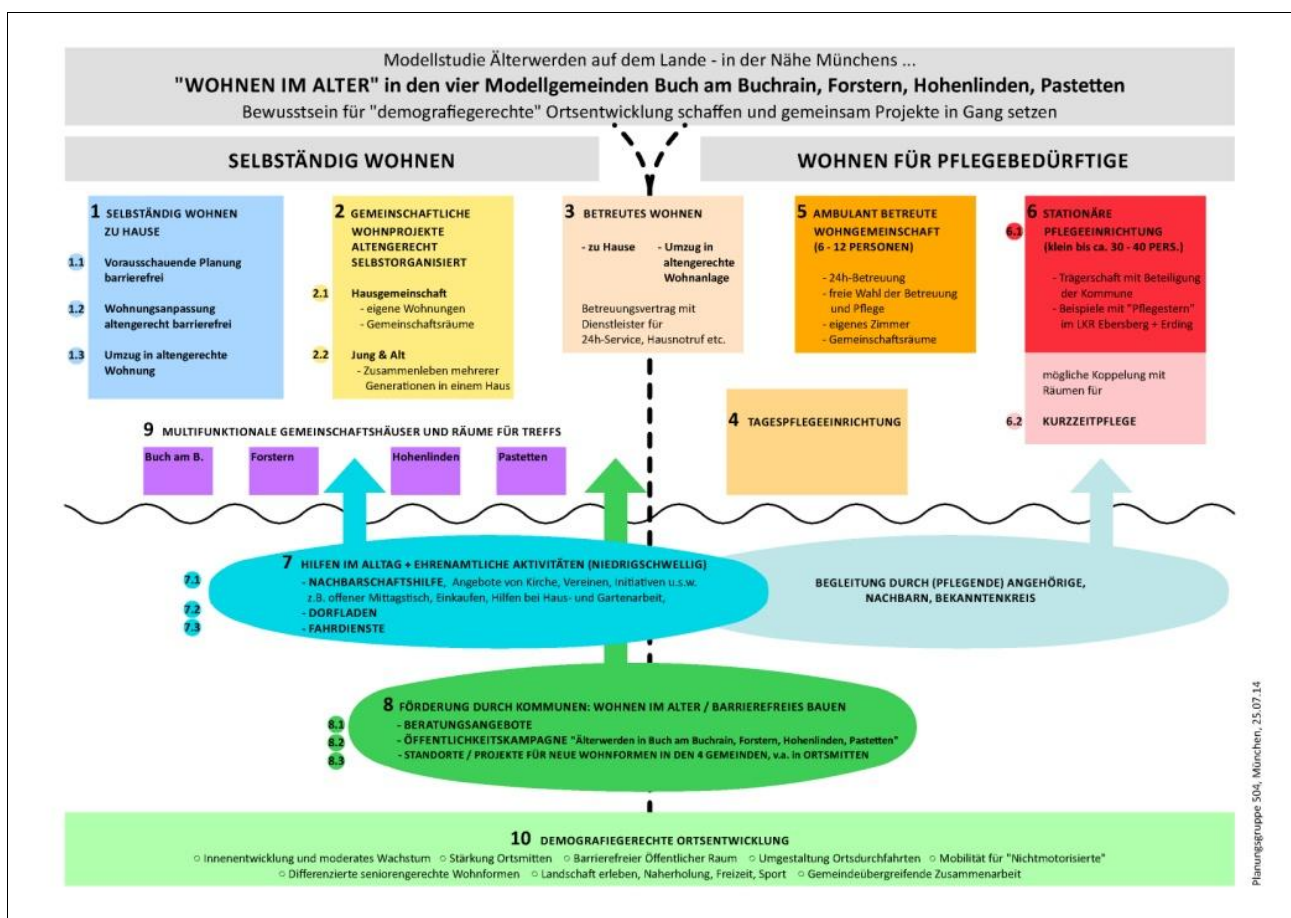 Modellstudie Älterwerden auf dem Lande - in der Nähe Münchens ...
"WOHNEN IM ALTER" in den vier Modellgemeinden Buch am Buchrain, Forstern, Hohenlinden, Pastetten
Bewusstsein für "demografiegerechte" Ortsentwicklung schaffen und gemeinsam Projekte in Gang setzen
SELBSTÄNDIG WOHNEN
WOHNEN FÜR PFLEGEBEDÜRFTIGE
1 SELBSTÄNDIG WOHNEN
ZU HAUSE
1.1 Vorausschauende Planung
barrierefrei
1.2 Wohnungsanpassung
altengerecht barrierefrei
1.3 Umzug in altengerechte
Wohnung
2 GEMEINSCHAFTLICHE
WOHNPROJEKTE
ALTENGERECHT
SELBSTORGANISIERT
2.1 Hausgemeinschaft
- eigene Wohnungen
- Gemeinschaftsräume
2.2 Jung & Alt
- Zusammenleben mehrerer
Generationen in einem Haus
3 BETREUTES WOHNEN
- zu Hause
- Umzug in
altengerechte
Wohnanlage
Betreuungsvertrag mit
Dienstleister für
24h-Service, Hausnotruf etc.
5 AMBULANT BETREUTE
WOHNGEMEINSCHAFT
(6 - 12 PERSONEN)
- 24h-Betreuung
- freie Wahl der Betreuung
und Pflege
- eigenes Zimmer
- Gemeinschaftsräume
6 STATIONÄRE
6.1 PFLEGEEINRICHTUNG
(klein bis ca. 30 - 40 PERS.)
- Trägerschaft mit Beteiligung
der Kommune
- Beispiele mit "Pflegestern"
im LKR Ebersberg + Erding
mögliche Koppelung mit
Räumen für
6.2 KURZZEITPFLEGE
4 TAGESPFLEGEEINRICHTUNG
9 MULTIFUNKTIONALE GEMEINSCHAFTSHÄUSER UND RÄUME FÜR TREFFS
Buch am B.
Forstern
Hohenlinden
Pastetten
7 HILFEN IM ALLTAG + EHRENAMTLICHE AKTIVITÄTEN (NIEDRIGSCHWELLIG)
7.1 - NACHBARSCHAFTSHILFE, Angebote von Kirche, Vereinen, Initiativen u.s.w.
z.B. offener Mittagstisch, Einkaufen, Hilfen bei Haus- und Gartenarbeit,
7.2 - DORFLADEN
7.3 - FAHRDIENSTE
BEGLEITUNG DURCH (PFLEGENDE) ANGEHÖRIGE,
NACHBARN, BEKANNTENKREIS
8 FÖRDERUNG DURCH KOMMUNEN: WOHNEN IM ALTER / BARRIEREFREIES BAUEN
8.1 - BERATUNGSANGEBOTE
8.2 - ÖFFENTLICHKEITSKAMPAGNE "Älterwerden in Buch am Buchrain, Forstern, Hohenlinden, Pastetten"
8.3 - STANDORTE / PROJEKTE FÜR NEUE WOHNFORMEN IN DEN 4 GEMEINDEN, v.a. in ORTSMITTEN
10 DEMOGRAFIEGERECHTE ORTSENTWICKLUNG
○ Innenentwicklung und moderates Wachstum ○ Stärkung Ortsmitten ○ Barrierefreier Öffentlicher Raum ○ Umgestaltung Ortsdurchfahrten ○ Mobilität für "Nichtmotorisierte"
○ Differenzierte seniorengerechte Wohnformen ○ Landschaft erleben, Naherholung, Freizeit, Sport ○ Gemeindeübergreifende Zusammenarbeit
Planungsgruppe 504, München, 25.07.14